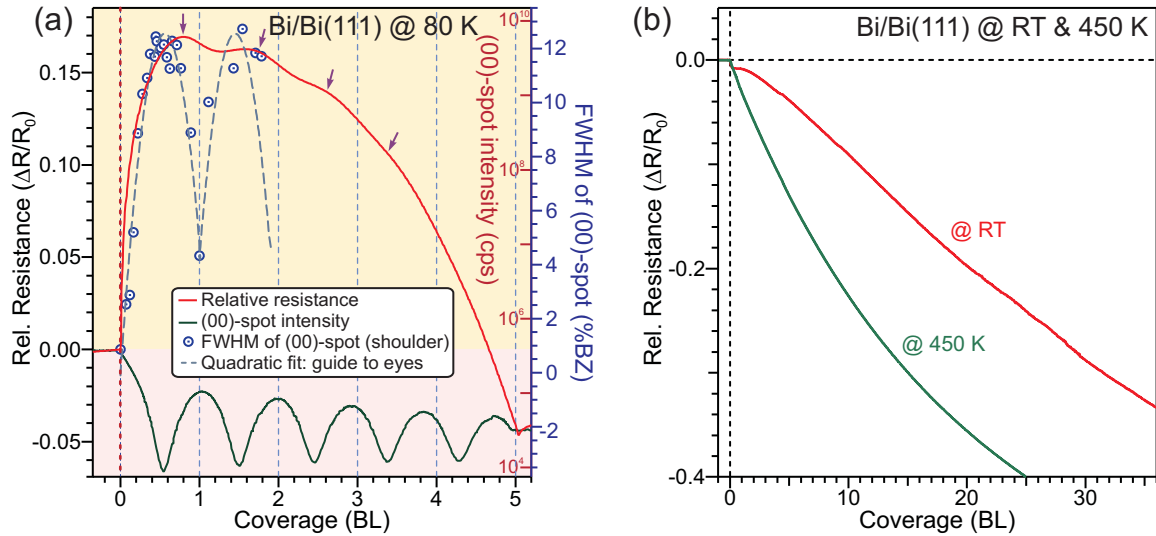 (a)
Bi/Bi(111) @ 80 K
Rel. Resistance (ΔR/R₀)
0.15
0.10
0.05
0.00
-0.05
Relative resistance
(00)-spot intensity
FWHM of (00)-spot (shoulder)
Quadratic fit: guide to eyes
0
1
2
3
4
5
Coverage (BL)
(00)-spot intensity (cps)
10¹⁰
10⁸
10⁶
10⁴
FWHM of (00)-spot (%BZ)
12
10
8
6
4
2
0
-2
(b)
Bi/Bi(111) @ RT & 450 K
Rel. Resistance (ΔR/R₀)
0.0
-0.2
-0.4
@ RT
@ 450 K
0
10
20
30
Coverage (BL)